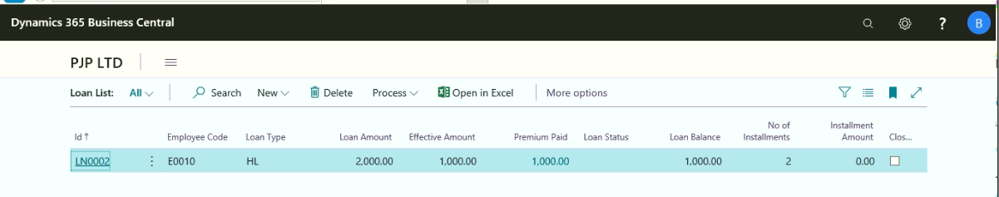 Dynamics 365 Business Central
?
B
PJP LTD
Loan List: All Search New Delete Process Open in Excel More options
Id ↑ Employee Code Loan Type Loan Amount Effective Amount Premium Paid Loan Status Loan Balance No of Installments Installment Amount Clos...
LN0002 E0010 HL 2,000.00 1,000.00 1,000.00 1,000.00 2 0.00